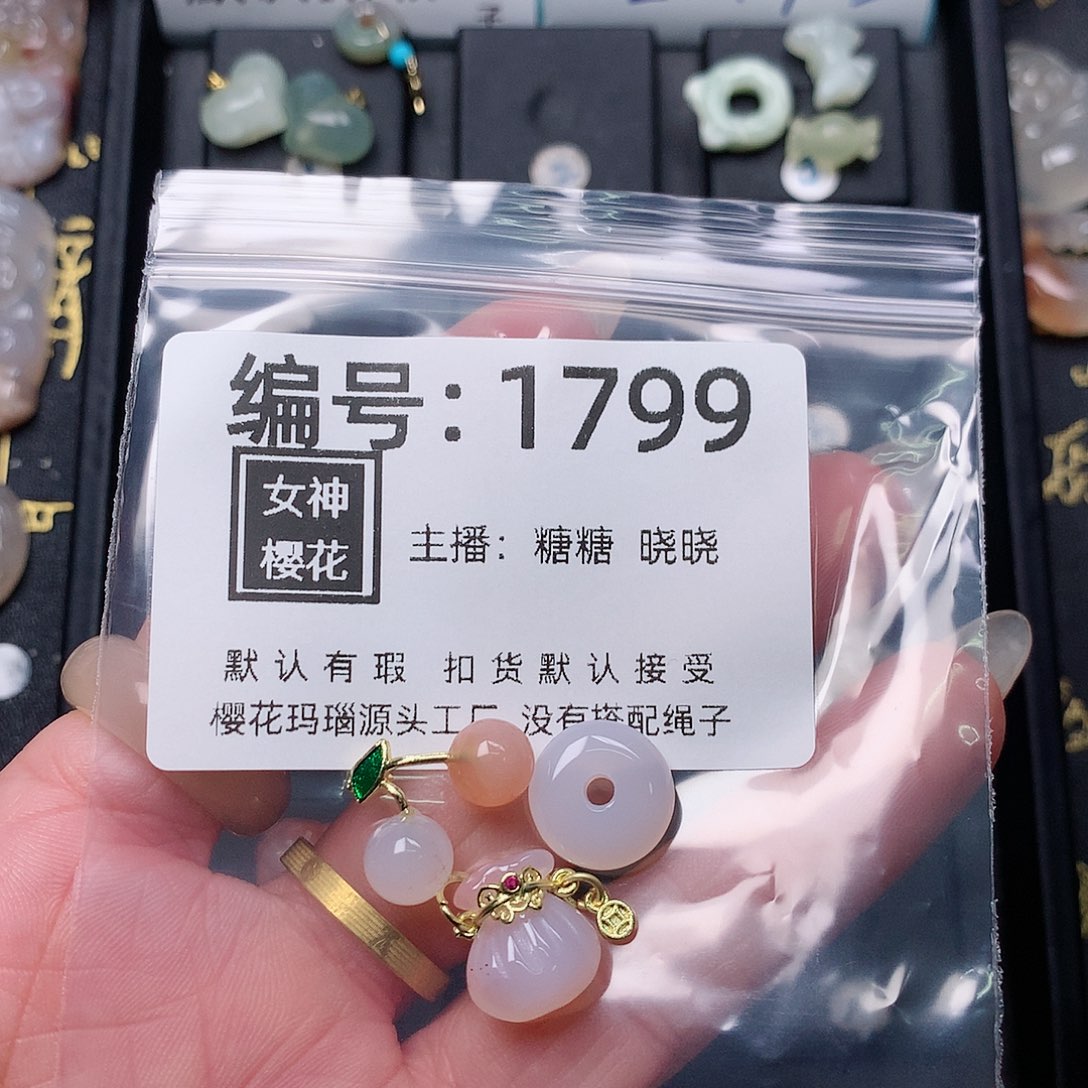 编号：1799
女神
樱花
主播：糖糖 晓晓
默认有瑕 扣货默认接受
樱花玛瑙源头工厂 没有搭配绳子